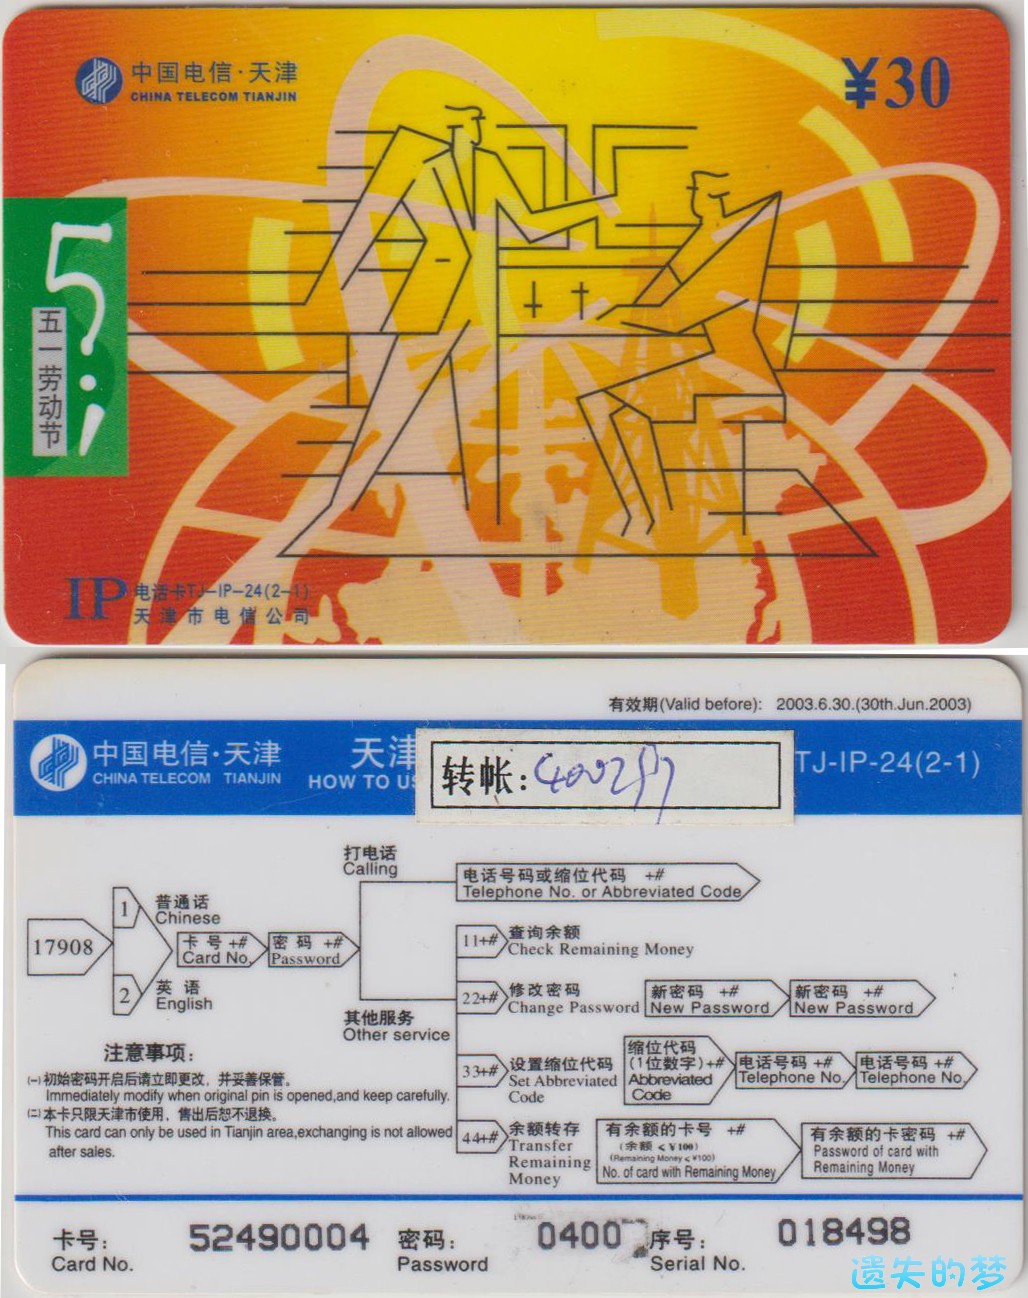 中国电信·天津
CHINA TELECOM TIANJIN
¥30
5.1
五一劳动节
IP 电话卡TJ-IP-24(2-1)
天津市电信公司
有效期(Valid before): 2003.6.30.(30th.Jun.2003)
中国电信·天津
CHINA TELECOM TIANJIN
天津
HOW TO US
转帐:
TJ-IP-24(2-1)
打电话
Calling
电话号码或缩位代码 +#
Telephone No. or Abbreviated Code
17908
1
普通话
Chinese
2
英语
English
卡号 +#
Card No.
密码 +#
Password
11+#
查询余额
Check Remaining Money
22+#
修改密码
Change Password
新密码 +#
New Password
新密码 +#
New Password
其他服务
Other service
33+#
设置缩位代码
Set Abbreviated
Code
缩位代码
(1位数字)+#
Abbreviated
Code
电话号码 +#
Telephone No.
电话号码 +#
Telephone No.
44+#
余额转存
Transfer
Remaining
Money
有余额的卡号 +#
(余额<¥100)
(Remaining Money<¥100)
No. of card with Remaining Money
有余额的卡密码 +#
Password of card with
Remaining Money
注意事项:
(一)初始密码开启后请立即更改，并妥善保管。
Immediately modify when original pin is opened,and keep carefully.
(二)本卡只限天津市使用，售出后恕不退换。
This card can only be used in Tianjin area,exchanging is not allowed
after sales.
卡号: 52490004 密码: 0400 序号: 018498
Card No. Password Serial No.
遗失的梦